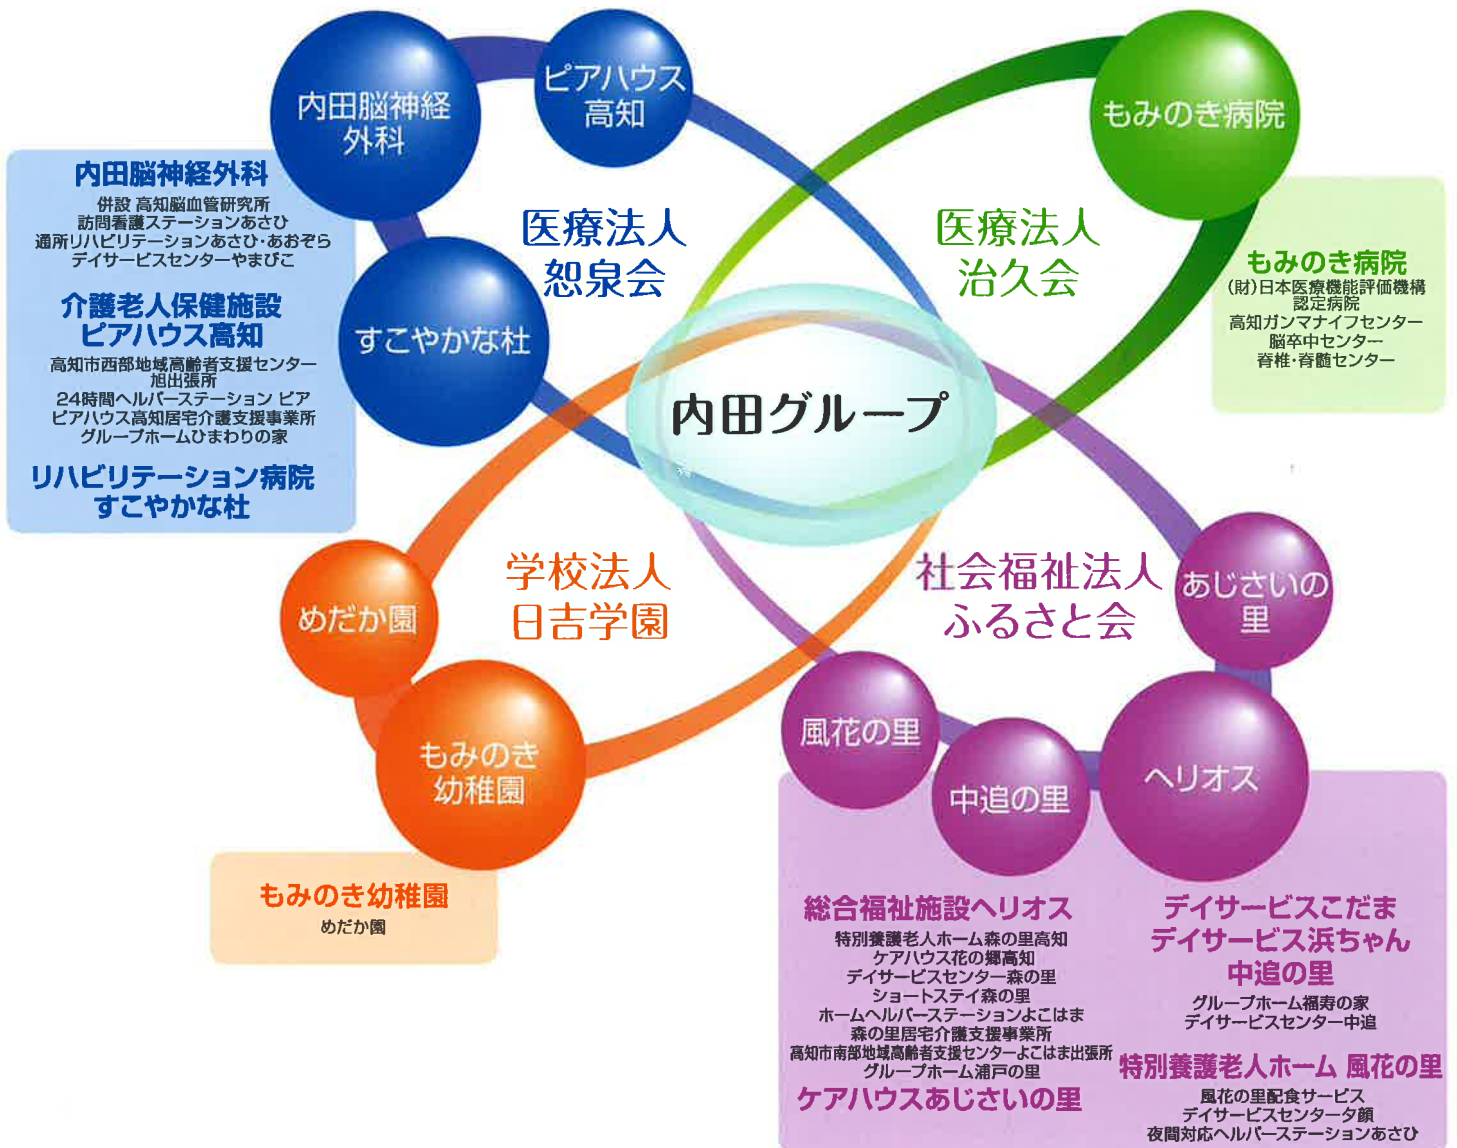 内田脳神経
外科
ピアハウス
高知
すこやかな杜
医療法人
恕泉会
内田脳神経外科
併設 高知脳血管研究所
訪問看護ステーションあさひ
通所リハビリテーションあさひ・あおぞら
デイサービスセンターやまびこ
介護老人保健施設
ピアハウス高知
高知市西部地域高齢者支援センター
旭出張所
24時間ヘルパーステーション ピア
ピアハウス高知居宅介護支援事業所
グループホームひまわりの家
リハビリテーション病院
すこやかな杜
医療法人
治久会
もみのき病院
もみのき病院
(財)日本医療機能評価機構
認定病院
高知ガンマナイフセンター
脳卒中センター
脊椎・脊髄センター
内田グループ
学校法人
日吉学園
めだか園
もみのき
幼稚園
もみのき幼稚園
めだか園
社会福祉法人
ふるさと会
あじさいの
里
風花の里
中追の里
ヘリオス
総合福祉施設ヘリオス
特別養護老人ホーム森の里高知
ケアハウス花の郷高知
デイサービスセンター森の里
ショートステイ森の里
ホームヘルパーステーションよこはま
森の里居宅介護支援事業所
高知市南部地域高齢者支援センターよこはま出張所
グループホーム浦戸の里
ケアハウスあじさいの里
デイサービスこだま
デイサービス浜ちゃん
中追の里
グループホーム福寿の家
デイサービスセンター中追
特別養護老人ホーム 風花の里
風花の里配食サービス
デイサービスセンター夕顔
夜間対応ヘルパーステーションあさひ